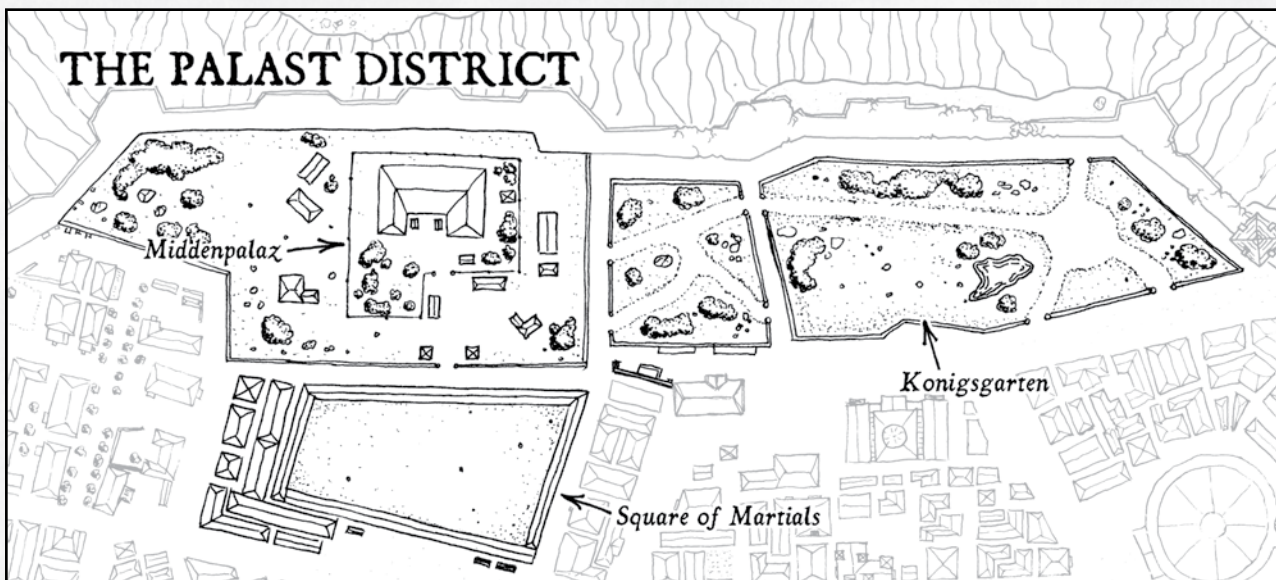 THE PALAST DISTRICT
Middenpalaz
Konigsgarten
Square of Martials